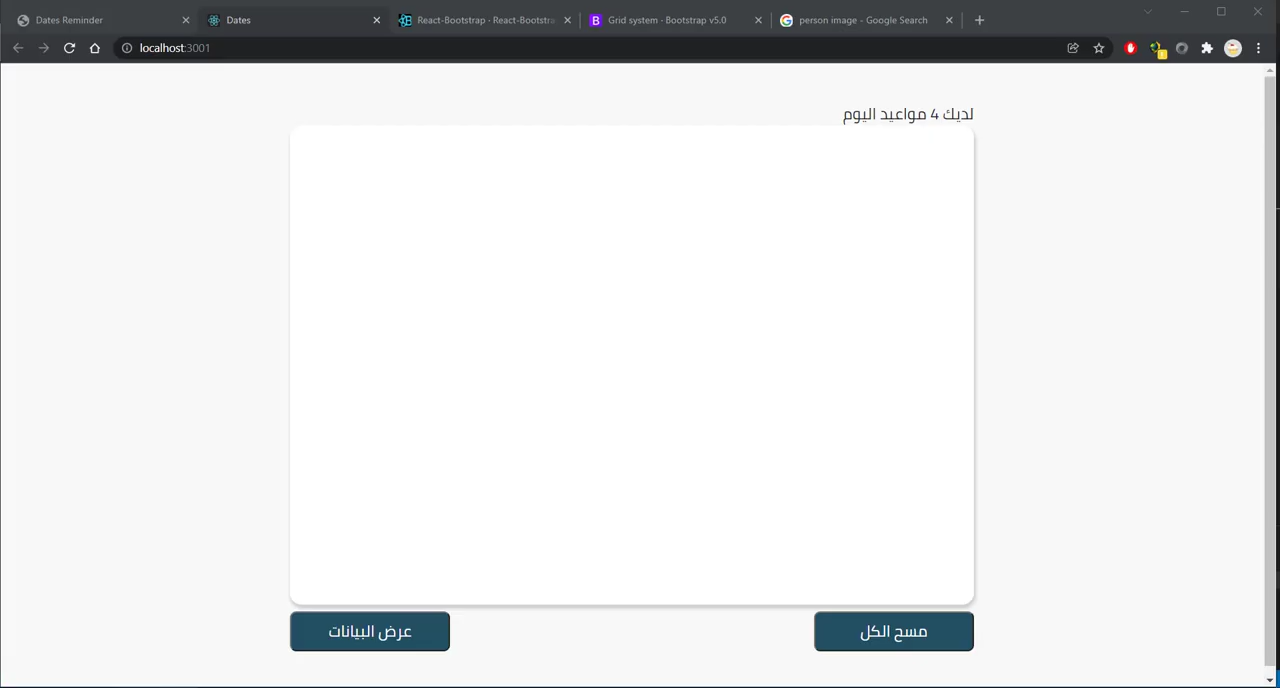 Dates Reminder
Dates
React-Bootstrap · React-Bootstra
Grid system · Bootstrap v5.0
person image - Google Search
localhost:3001
لديك 4 مواعيد اليوم
مسح الكل
عرض البيانات